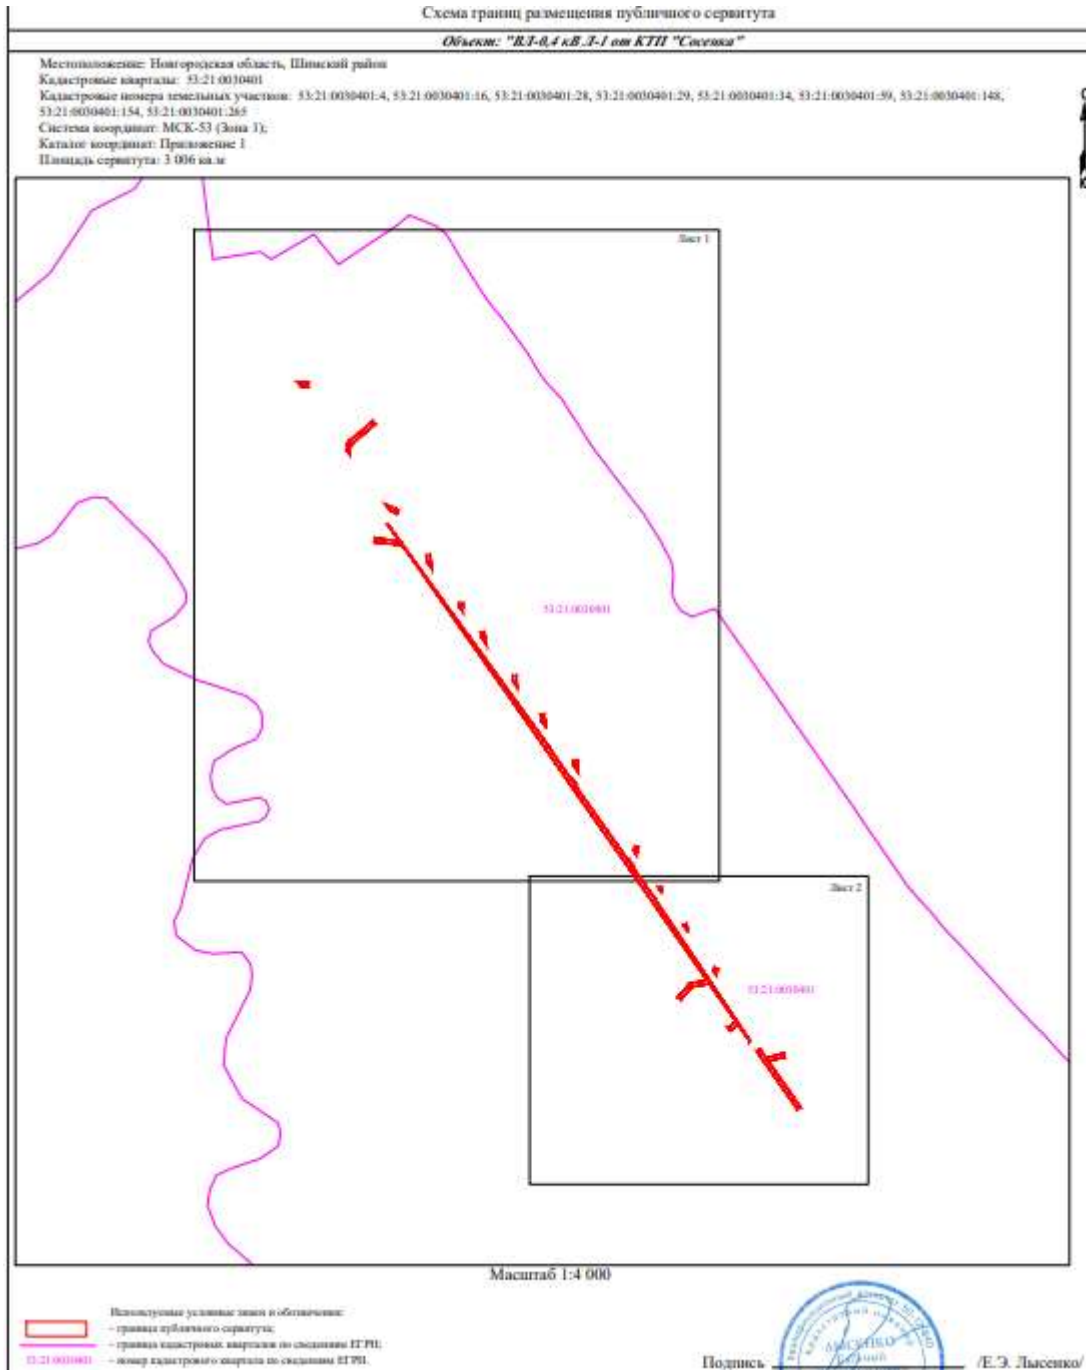 Схема границ размещения публичного сервитута
Объект: "ВЛ-0,4 кВ Л-1 от КТП "Сосенка"
Местоположение: Новгородская область, Шимский район
Кадастровые кварталы: 53:21:0030401
Кадастровые номера земельных участков: 53:21:0030401:4, 53:21:0030401:16, 53:21:0030401:28, 53:21:0030401:29, 53:21:0030401:34, 53:21:0030401:59, 53:21:0030401:148,
53:21:0030401:154, 53:21:0030401:265
Система координат: МСК-53 (Зона 1);
Каталог координат: Приложение 1
Площадь сервитута: 3 006 кв.м
Лист 1
53:21:0030401
Лист 2
53:21:0030401
Масштаб 1:4 000
Используемые условные знаки и обозначения:
- граница публичного сервитута;
- граница кадастровых кварталов по сведениям ЕГРН;
53:21:0030401 - номер кадастрового квартала по сведениям ЕГРН.
Подпись /Е.Э. Лысенко/
ЛЫСЕНКО
Евгений